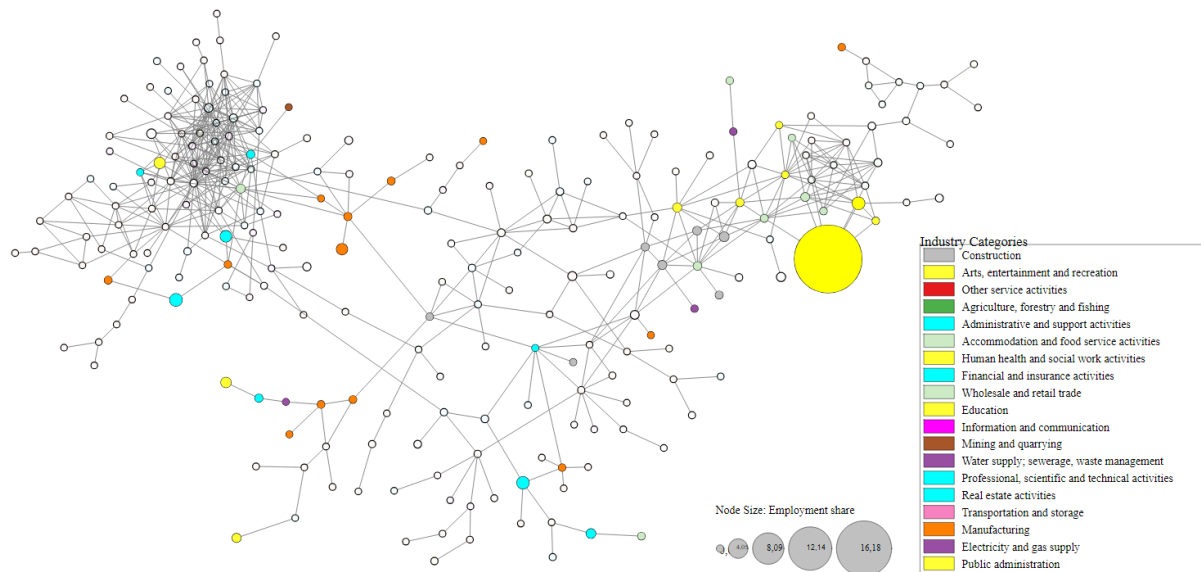 Industry Categories
Construction
Arts, entertainment and recreation
Other service activities
Agriculture, forestry and fishing
Administrative and support activities
Accommodation and food service activities
Human health and social work activities
Financial and insurance activities
Wholesale and retail trade
Education
Information and communication
Mining and quarrying
Water supply; sewerage, waste management
Professional, scientific and technical activities
Real estate activities
Transportation and storage
Manufacturing
Electricity and gas supply
Public administration
Node Size: Employment share
4,05 8,09 12,14 16,18